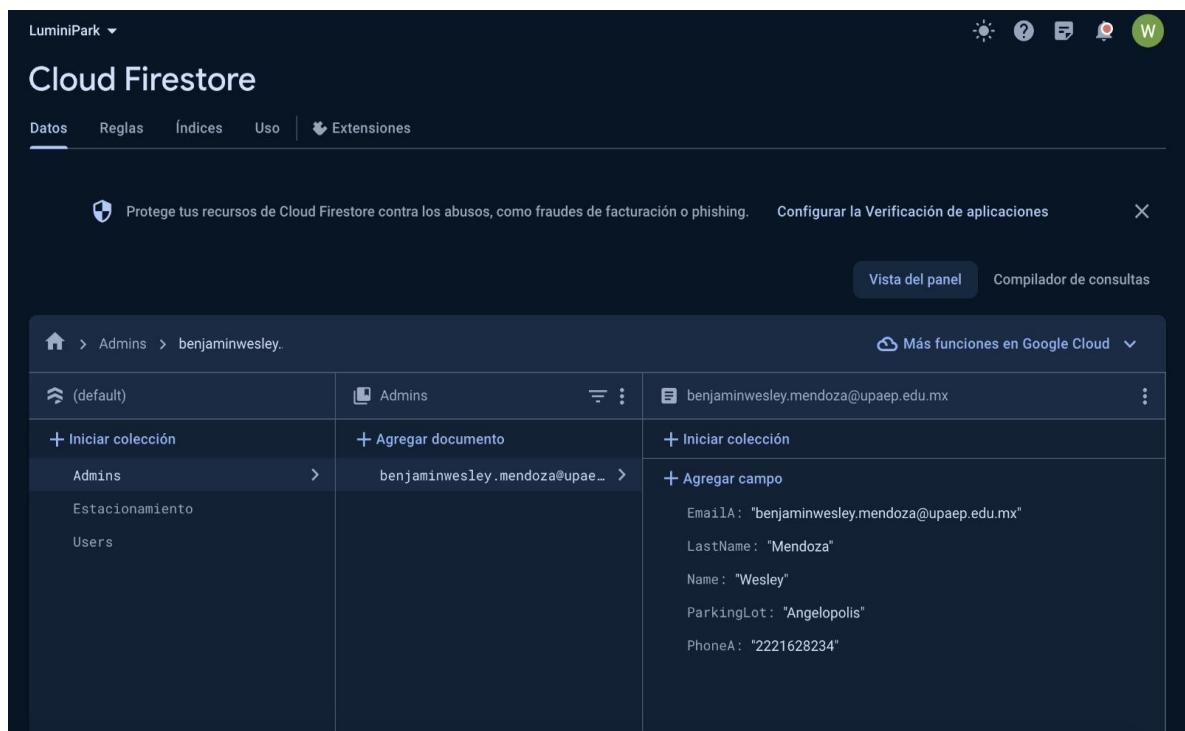 LuminiPark
W
Cloud Firestore
Datos Reglas Índices Uso Extensiones
Protege tus recursos de Cloud Firestore contra los abusos, como fraudes de facturación o phishing. Configurar la Verificación de aplicaciones
Vista del panel Compilador de consultas
Admins > benjaminwesley..
Más funciones en Google Cloud
(default)
Admins
benjaminwesley.mendoza@upaep.edu.mx
+ Iniciar colección
+ Agregar documento
+ Iniciar colección
Admins
benjaminwesley.mendoza@upae…
+ Agregar campo
Estacionamiento
Users
EmailA: "benjaminwesley.mendoza@upaep.edu.mx"
LastName: "Mendoza"
Name: "Wesley"
ParkingLot: "Angelopolis"
PhoneA: "2221628234"